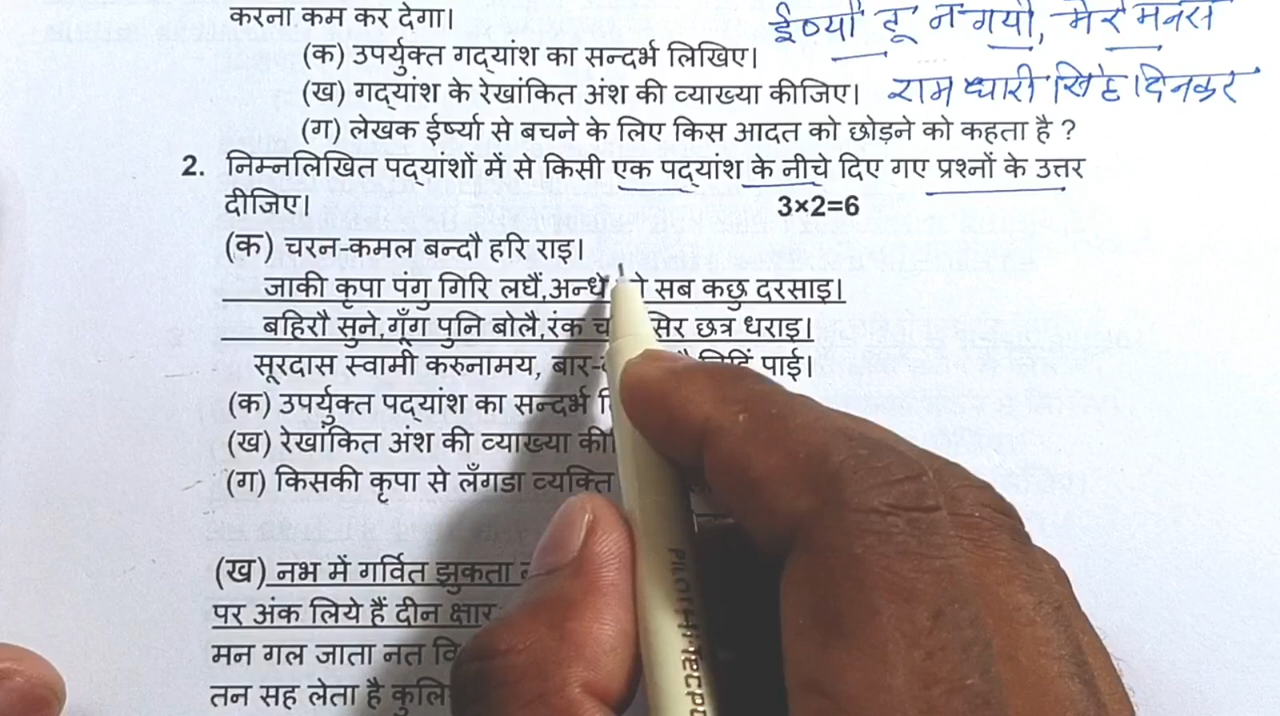 करना कम कर देगा।
ईर्ष्या तू न गयी, मेरे मनसे
(क) उपर्युक्त गद्यांश का सन्दर्भ लिखिए।
(ख) गद्यांश के रेखांकित अंश की व्याख्या कीजिए।
रामधारी सिंह दिनकर
(ग) लेखक ईर्ष्या से बचने के लिए किस आदत को छोड़ने को कहता है ?
2. निम्नलिखित पद्यांशों में से किसी एक पद्यांश के नीचे दिए गए प्रश्नों के उत्तर
दीजिए। 3×2=6
(क) चरन-कमल बन्दौ हरि राइ।
जाकी कृपा पंगु गिरि लघैं, सब कछु दरसाइ।
बहिरौ सुने, गूँग पुनि बोलै, रंक सिर छत्र धराइ।
सूरदास स्वामी करुनामय, पाई।
(क) उपर्युक्त पद्यांश का सन्दर्भ
(ख) रेखांकित अंश की व्याख्या
(ग) किसकी कृपा से लँगडा व्यक्ति
(ख) नभ में गर्वित झुकता
पर अंक लिये हैं दीन क्षार
मन गल जाता नत
तन सह लेता है
PILOT HI-TECPO